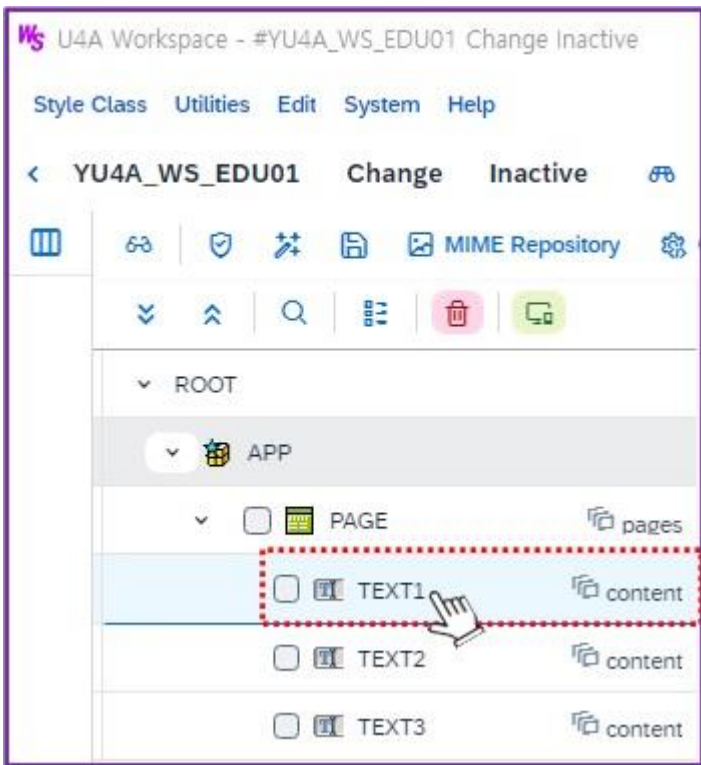 WS U4A Workspace - #YU4A_WS_EDU01 Change Inactive
Style Class Utilities Edit System Help
YU4A_WS_EDU01 Change Inactive
MIME Repository
ROOT
APP
PAGE pages
TEXT1 content
TEXT2 content
TEXT3 content